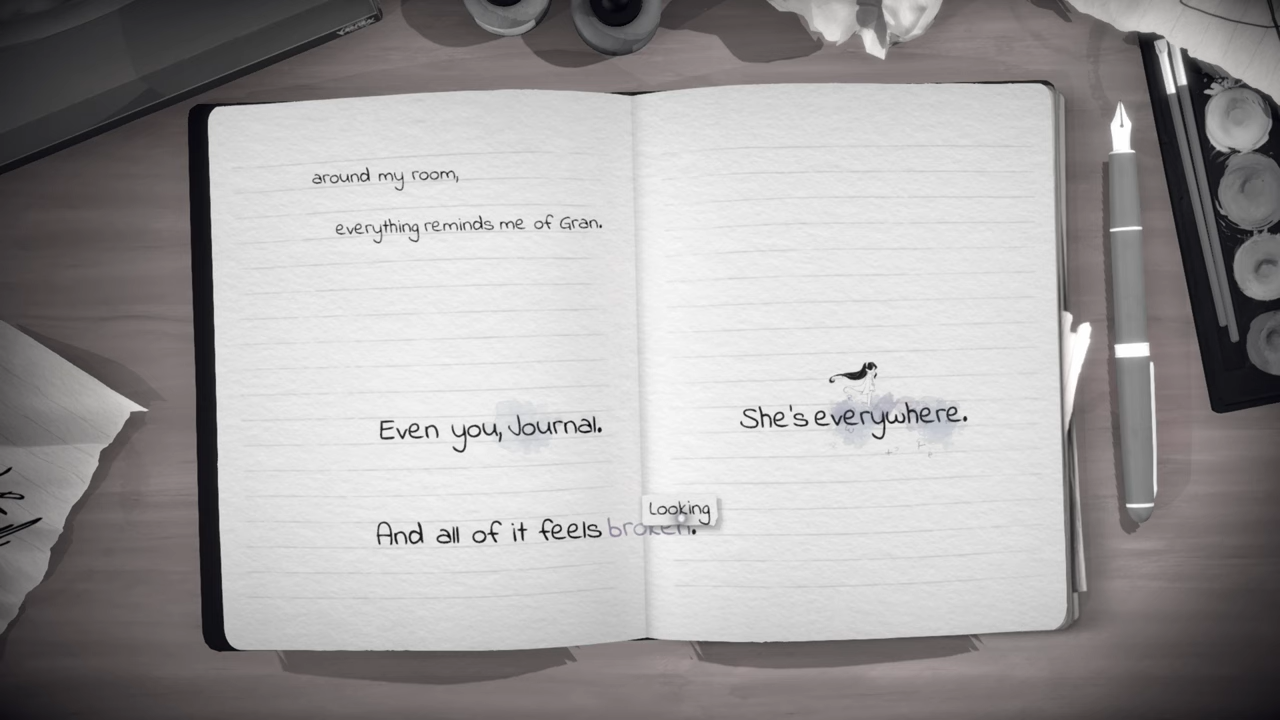 around my room,
everything reminds me of Gran.
Even you, Journal.
She's everywhere.
Looking
And all of it feels broken.